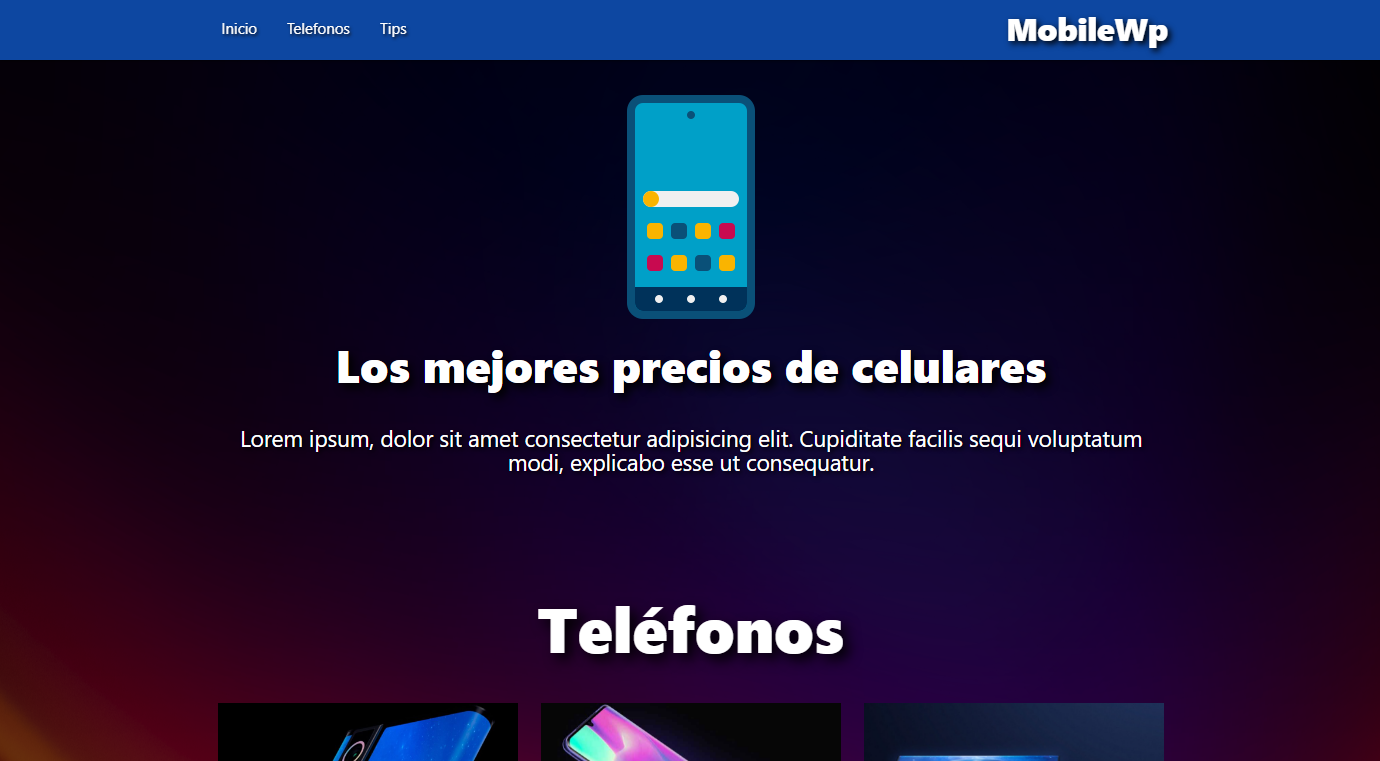 Inicio Telefonos Tips MobileWp
Los mejores precios de celulares
Lorem ipsum, dolor sit amet consectetur adipisicing elit. Cupiditate facilis sequi voluptatum
modi, explicabo esse ut consequatur.
Teléfonos